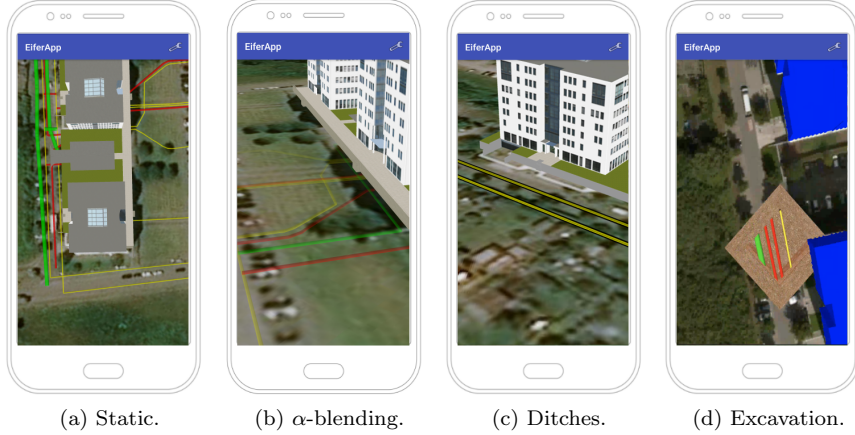 EiferApp
EiferApp
EiferApp
EiferApp
(a) Static.
(b) α-blending.
(c) Ditches.
(d) Excavation.